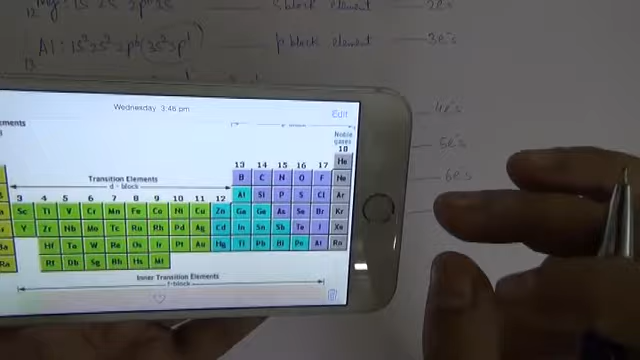 12 Mg: 1s² 2s² 2p⁶ 3s² s block element 2e⁻s
13 Al: 1s² 2s² 2p⁶ (3s² 3p¹) p block element 3e⁻s
4e⁻s
5e⁻s
6e⁻s
Wednesday 3:46 pm Edit
ements
Noble gases
18
13 14 15 16 17 He
Transition Elements B C N O F Ne
d - block
3 4 5 6 7 8 9 10 11 12 Al Si P S Cl Ar
Sc Ti V Cr Mn Fe Co Ni Cu Zn Ga Ge As Se Br Kr
Y Zr Nb Mo Tc Ru Rh Pd Ag Cd In Sn Sb Te I Xe
Hf Ta W Re Os Ir Pt Au Hg Tl Pb Bi Po At Rn
Ra Rf Db Sg Bh Hs Mt
Inner Transition Elements
f-block